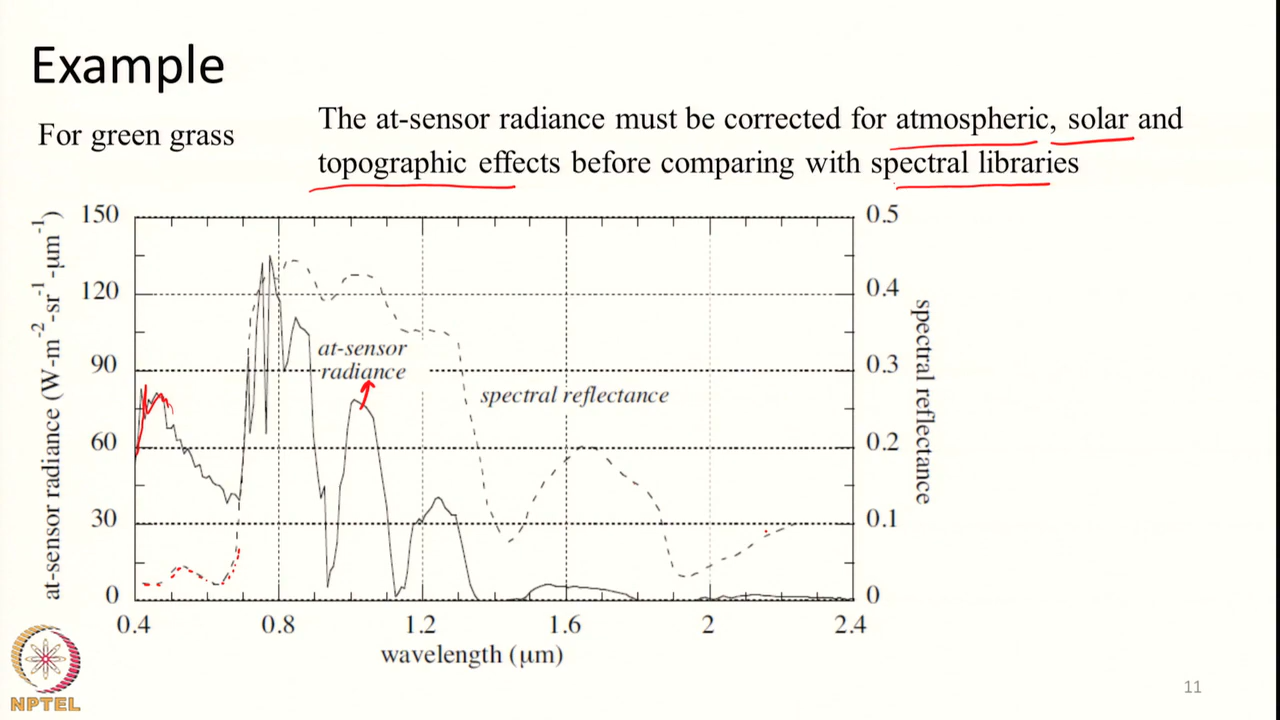 Example
For green grass
The at-sensor radiance must be corrected for atmospheric, solar and
topographic effects before comparing with spectral libraries
150
120
90
60
30
0
at-sensor radiance (W-m⁻²-sr⁻¹-μm⁻¹)
at-sensor
radiance
spectral reflectance
0.5
0.4
0.3
0.2
0.1
0
spectral reflectance
0.4 0.8 1.2 1.6 2 2.4
wavelength (μm)
NPTEL
11